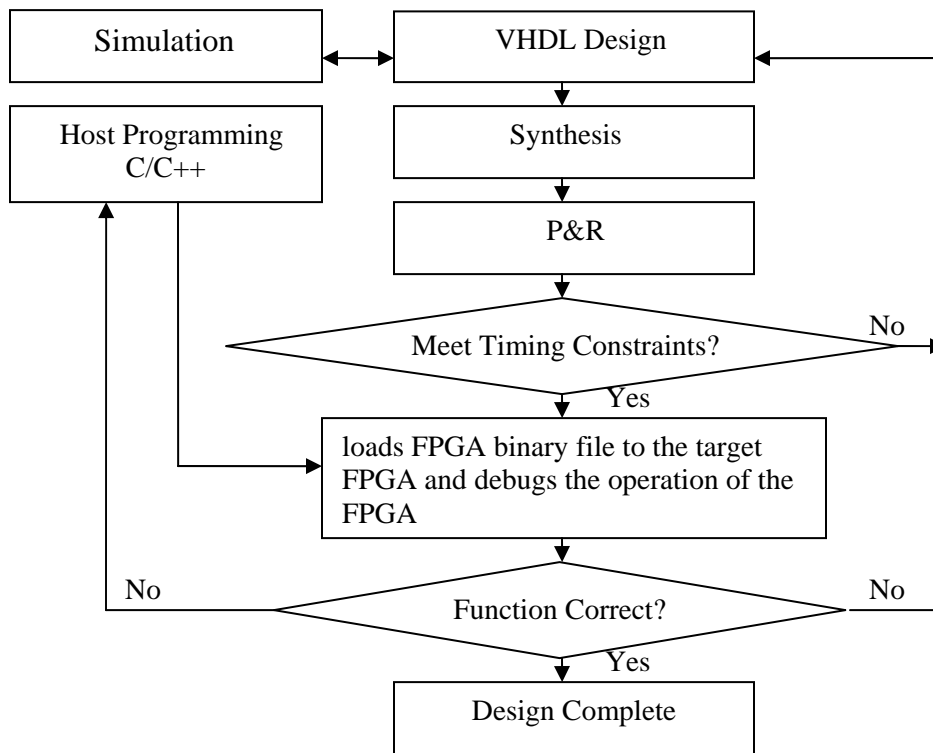 Simulation
VHDL Design
Host Programming
C/C++
Synthesis
P&R
Meet Timing Constraints?
No
Yes
loads FPGA binary file to the target
FPGA and debugs the operation of the
FPGA
No
Function Correct?
No
Yes
Design Complete